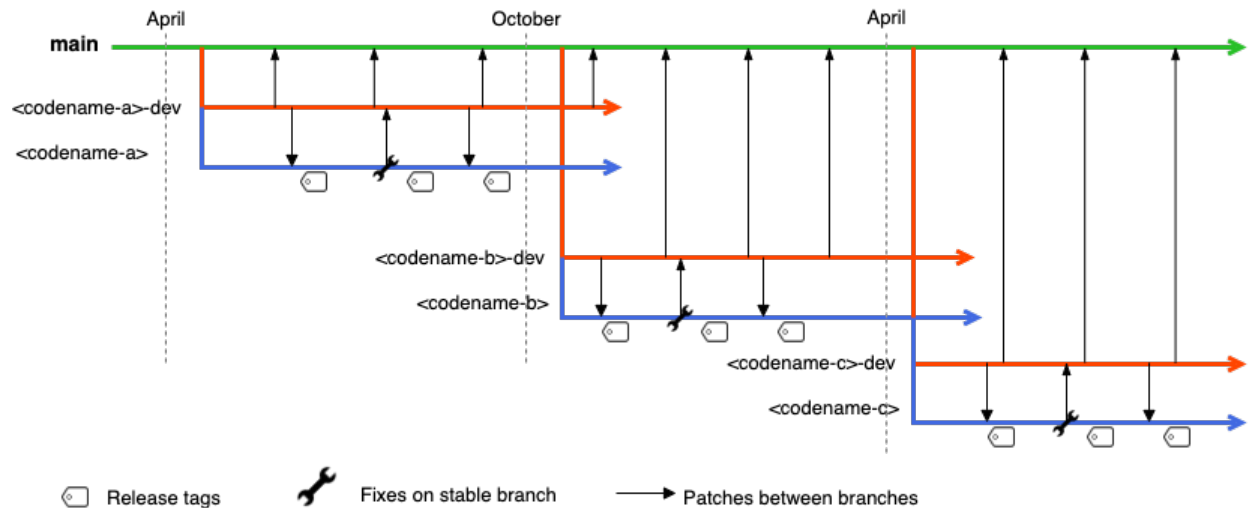 April
October
April
main
<codename-a>-dev
<codename-a>
<codename-b>-dev
<codename-b>
<codename-c>-dev
<codename-c>
Release tags
Fixes on stable branch
Patches between branches